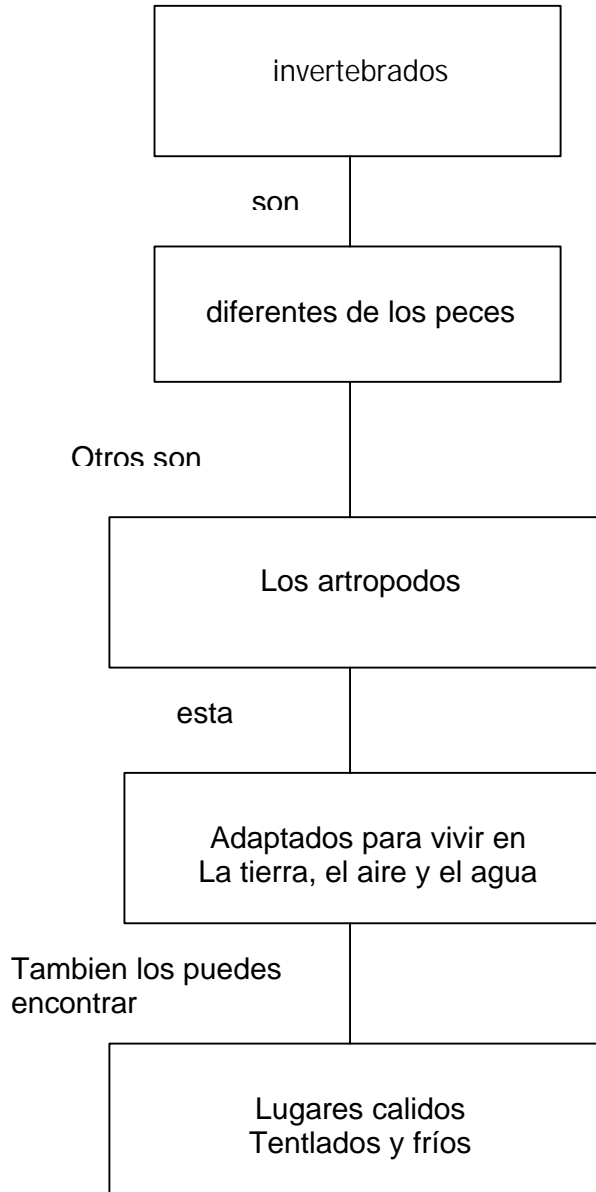 invertebrados
son
diferentes de los peces
Otros son
Los artropodos
esta
Adaptados para vivir en
La tierra, el aire y el agua
Tambien los puedes
encontrar
Lugares calidos
Tentlados y fríos